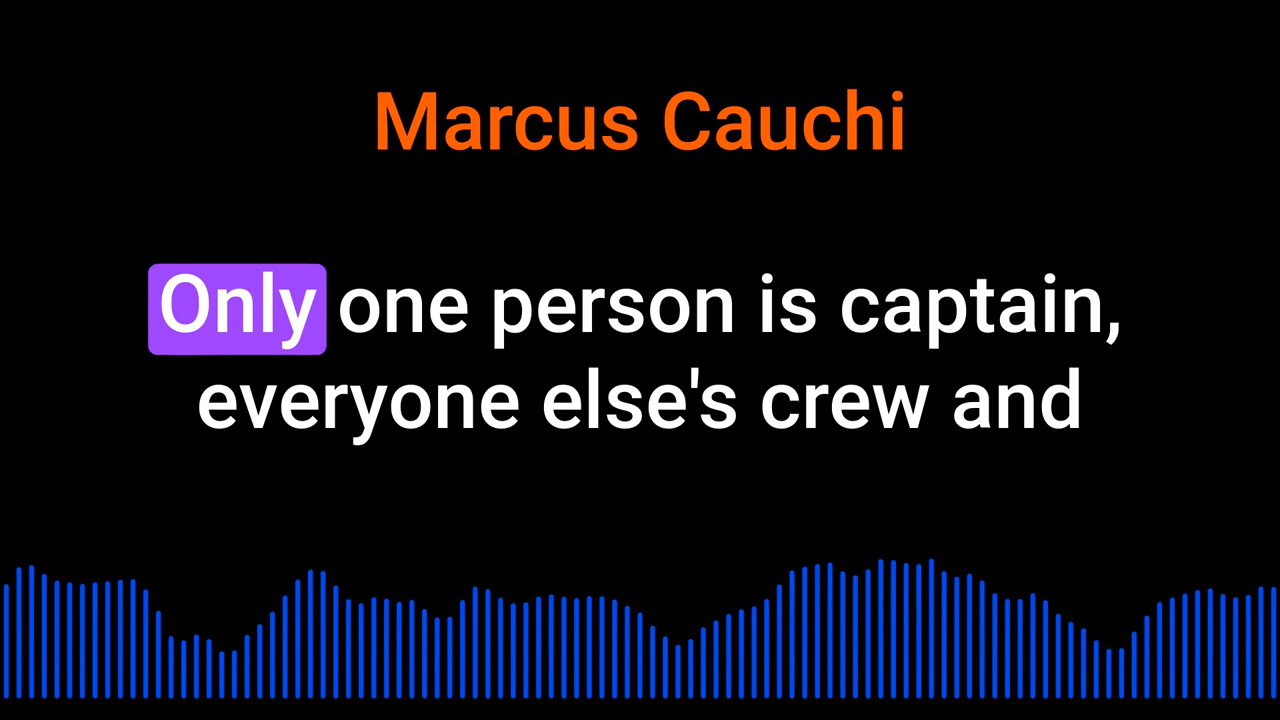 Marcus Cauchi
Only one person is captain,
everyone else's crew and